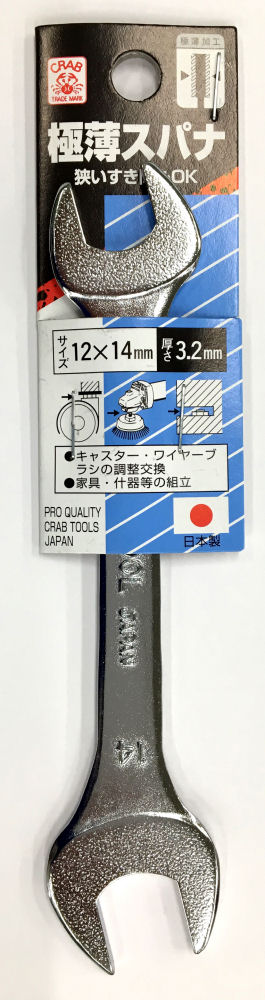 CRAB
TRADE MARK
極薄加工
極薄スパナ
狭いすき OK
サイズ 12×14mm 厚さ 3.2mm
●キャスター・ワイヤーブ
ラシの調整交換
●家具・什器等の組立
PRO QUALITY
CRAB TOOLS
JAPAN
日本製
OOL JAPAN
14